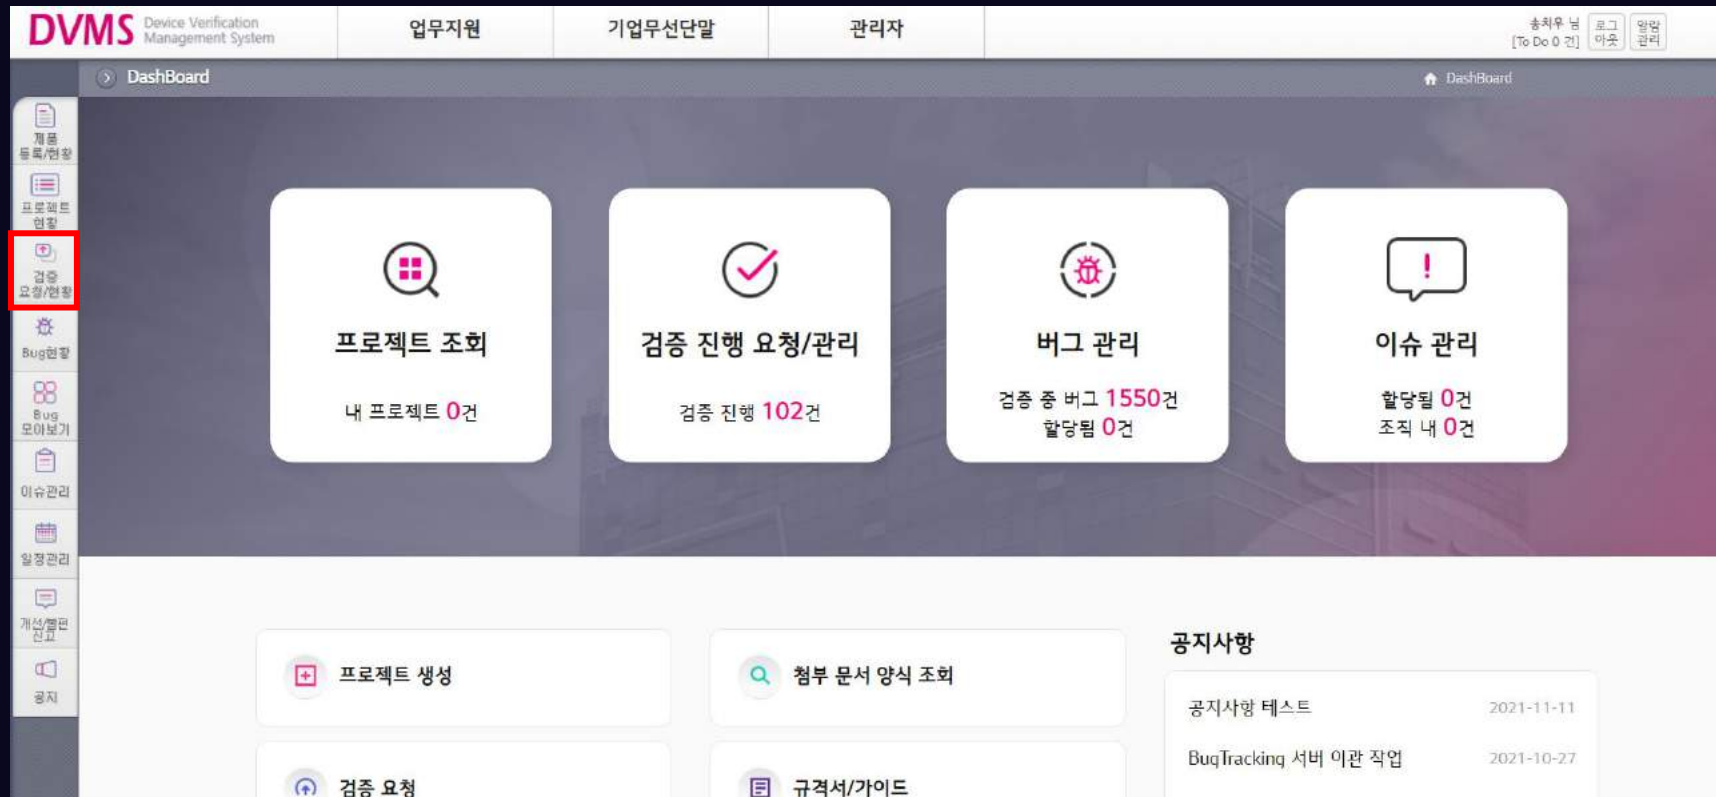 DVMS Device Verification
Management System
업무지원
기업무선단말
관리자
송치우 님
[To Do 0 건]
로그
아웃
알람
관리
DashBoard
DashBoard
제품
등록/현황
프로젝트
현황
검증
요청/현황
Bug현황
Bug
모아보기
이슈관리
일정관리
개선/불편
신고
공지
프로젝트 조회
내 프로젝트 0건
검증 진행 요청/관리
검증 진행 102건
버그 관리
검증 중 버그 1550건
할당됨 0건
이슈 관리
할당됨 0건
조직 내 0건
프로젝트 생성
첨부 문서 양식 조회
검증 요청
규격서/가이드
공지사항
공지사항 테스트 2021-11-11
BugTracking 서버 이관 작업 2021-10-27